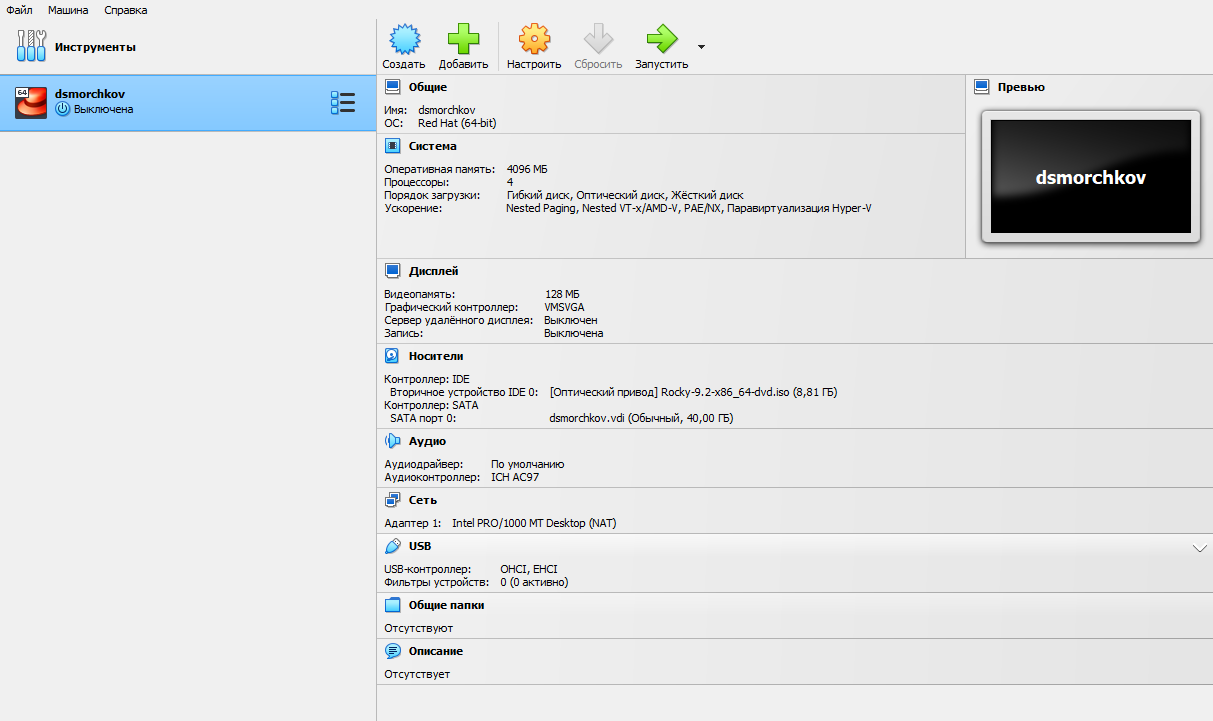 Файл Машина Справка
Инструменты
64
dsmorchkov
Выключена
Создать Добавить Настроить Сбросить Запустить
Общие
Имя: dsmorchkov
ОС: Red Hat (64-bit)
Превью
dsmorchkov
Система
Оперативная память: 4096 МБ
Процессоры: 4
Порядок загрузки: Гибкий диск, Оптический диск, Жёсткий диск
Ускорение: Nested Paging, Nested VT-x/AMD-V, PAE/NX, Паравиртуализация Hyper-V
Дисплей
Видеопамять: 128 МБ
Графический контроллер: VMSVGA
Сервер удалённого дисплея: Выключен
Запись: Выключена
Носители
Контроллер: IDE
Вторичное устройство IDE 0: [Оптический привод] Rocky-9.2-x86_64-dvd.iso (8,81 ГБ)
Контроллер: SATA
SATA порт 0: dsmorchkov.vdi (Обычный, 40,00 ГБ)
Аудио
Аудиодрайвер: По умолчанию
Аудиоконтроллер: ICH AC97
Сеть
Адаптер 1: Intel PRO/1000 MT Desktop (NAT)
USB
USB-контроллер: OHCI, EHCI
Фильтры устройств: 0 (0 активно)
Общие папки
Отсутствуют
Описание
Отсутствует